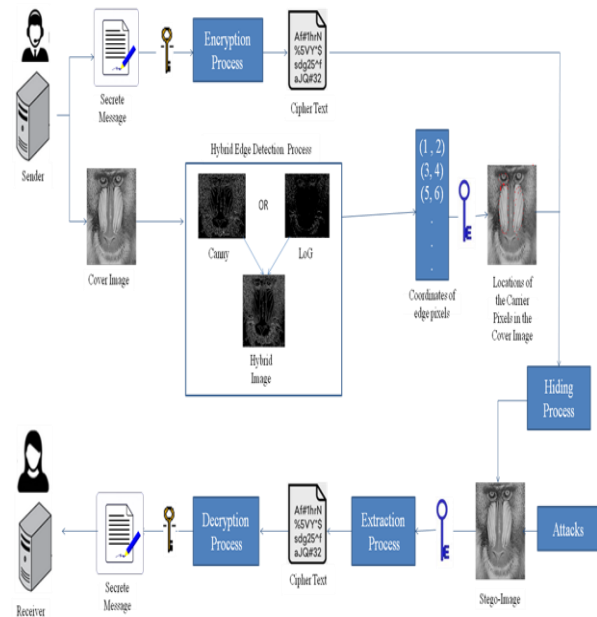 Sender
Secrete
Message
Encryption
Process
Af#1hrN
%5VY^$
sdg25^f
aJQ#32
Cipher Text
Cover Image
Hybrid Edge Detection Process
OR
Canny
LoG
Hybrid
Image
(1 , 2)
(3, 4)
(5, 6)
.
.
.
Coordinates of
edge pixels
Locations of
the Carrier
Pixels in the
Cover Image
Hiding
Process
Receiver
Secrete
Message
Decryption
Process
Af#1hrN
%5VY^$
sdg25^f
aJQ#32
Cipher Text
Extraction
Process
Stego-Image
Attacks